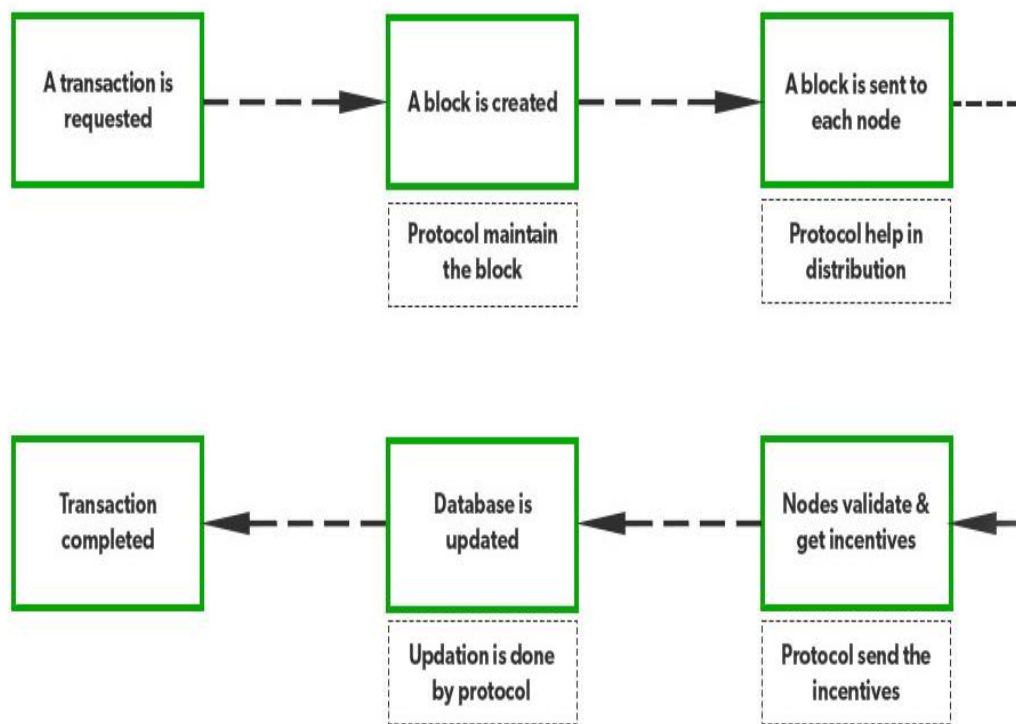 A transaction is
requested
A block is created
A block is sent to
each node
Protocol maintain
the block
Protocol help in
distribution
Transaction
completed
Database is
updated
Nodes validate &
get incentives
Updation is done
by protocol
Protocol send the
incentives